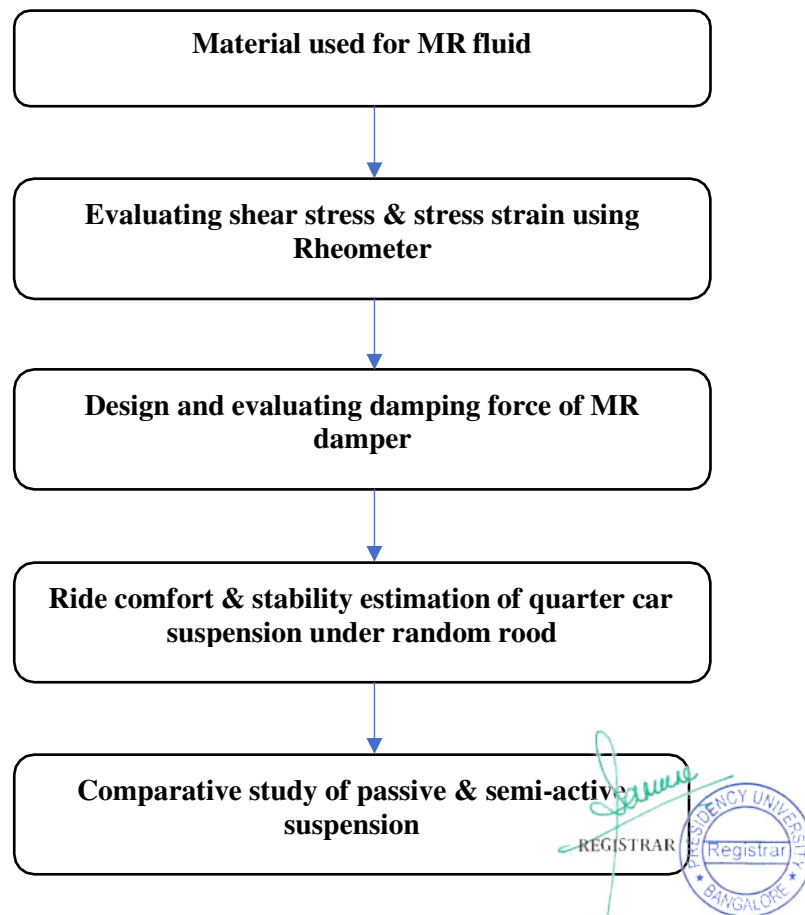 Material used for MR fluid
Evaluating shear stress & stress strain using
Rheometer
Design and evaluating damping force of MR
damper
Ride comfort & stability estimation of quarter car
suspension under random rood
Comparative study of passive & semi-active
suspension
REGISTRAR
PRESIDENCY UNIVERSITY
Registrar
★ BANGALORE ★